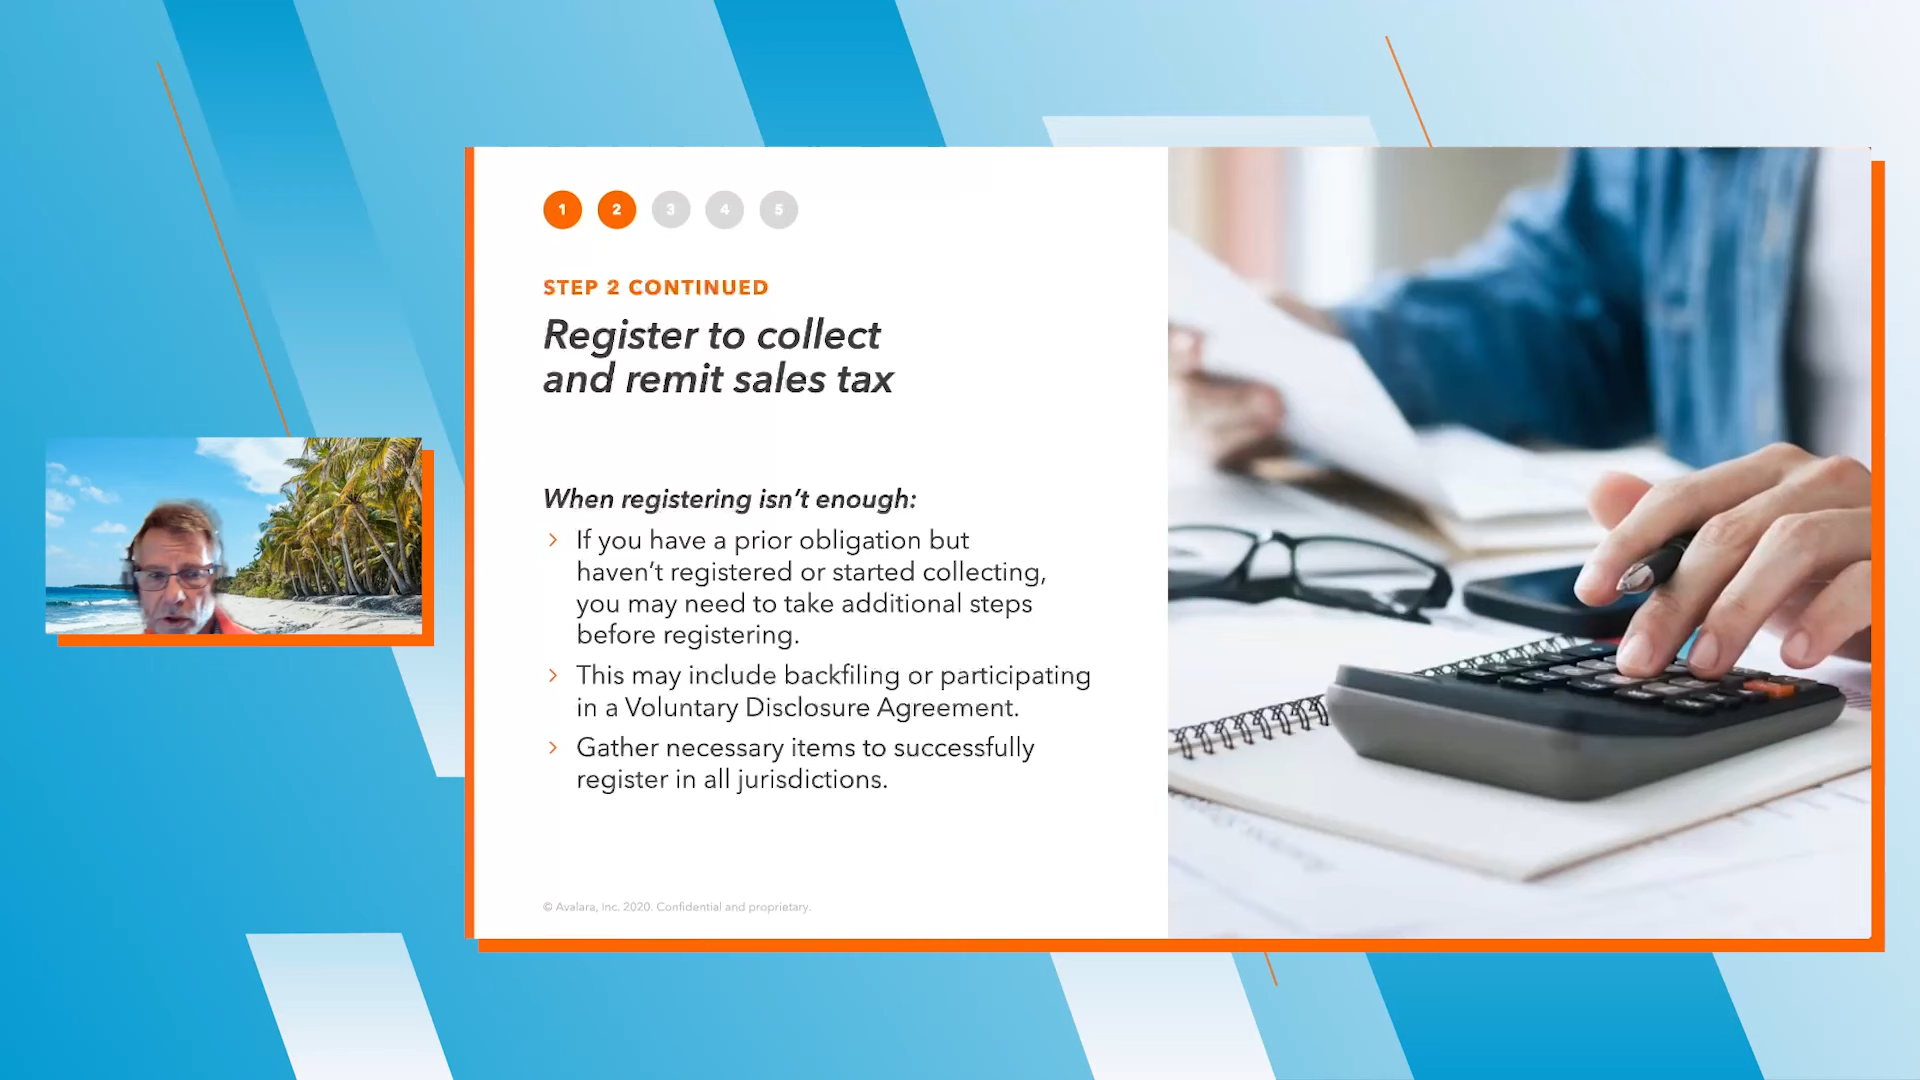 1 2 3 4 5
STEP 2 CONTINUED
Register to collect
and remit sales tax
When registering isn’t enough:
If you have a prior obligation but
haven’t registered or started collecting,
you may need to take additional steps
before registering.
This may include backfiling or participating
in a Voluntary Disclosure Agreement.
Gather necessary items to successfully
register in all jurisdictions.
© Avalara, Inc. 2020. Confidential and proprietary.